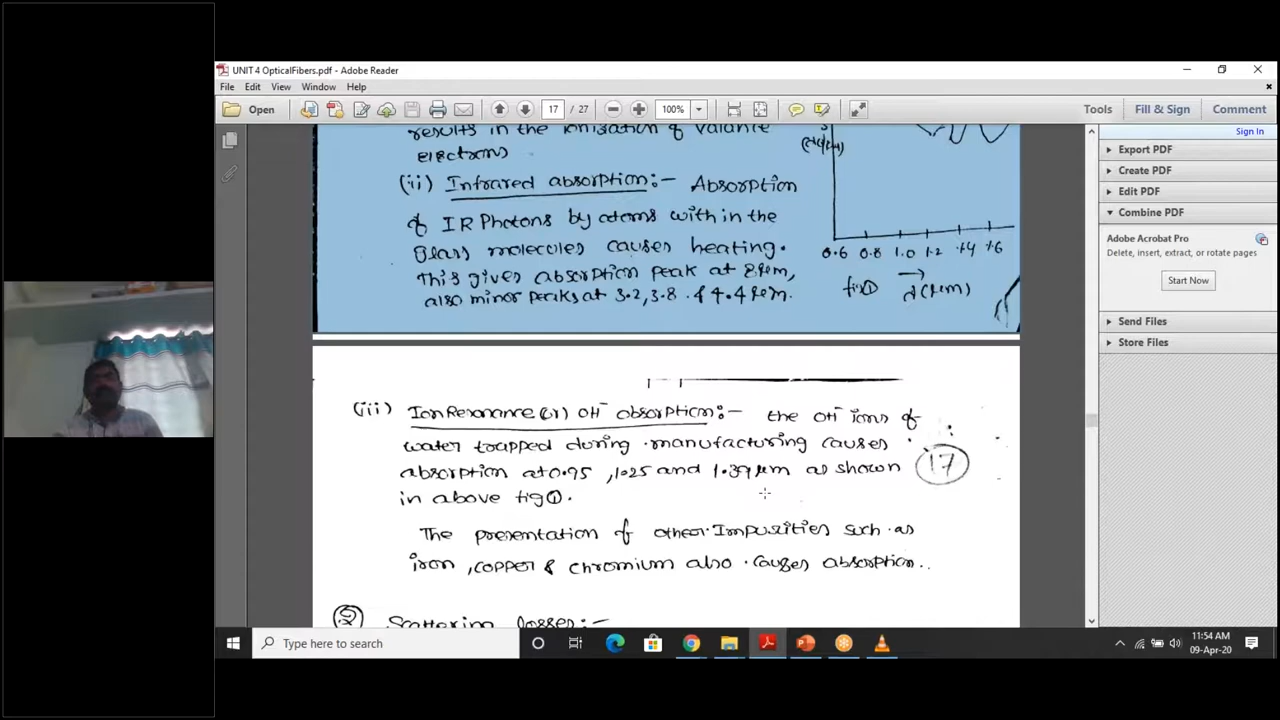 UNIT 4 OpticalFibers.pdf - Adobe Reader
File Edit View Window Help
Open 17 / 27 100% Tools Fill & Sign Comment
Sign In
results in the ionisation of valance
electrons
(ii) Infrared absorption:- Absorption
of IR Photons by atoms with in the
glass molecules causes heating.
This gives absorption peak at 8μm,
also minor peaks at 3.2, 3.8 & 4.4μm.
0.6 0.8 1.0 1.2 1.4 1.6
fig① λ(μm)
(iii) Ion Resonance (or) OH⁻ absorption:- the OH⁻ ions of
water trapped during manufacturing causes
absorption at 0.95 ,1.25 and 1.39μm as shown
in above fig①.
17
The presentation of other Impurities such as
iron, copper & chromium also causes absorption..
② Scattering losses:-
Export PDF
Create PDF
Edit PDF
Combine PDF
Adobe Acrobat Pro
Delete, insert, extract, or rotate pages
Start Now
Send Files
Store Files
Type here to search
11:54 AM
09-Apr-20